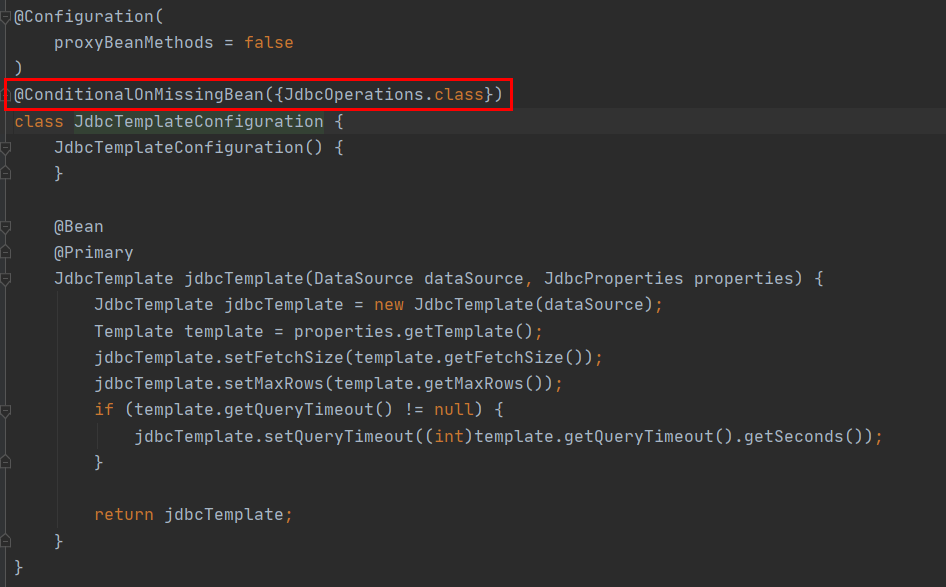 @Configuration(
    proxyBeanMethods = false
)
@ConditionalOnMissingBean({JdbcOperations.class})
class JdbcTemplateConfiguration {
    JdbcTemplateConfiguration() {
    }

    @Bean
    @Primary
    JdbcTemplate jdbcTemplate(DataSource dataSource, JdbcProperties properties) {
        JdbcTemplate jdbcTemplate = new JdbcTemplate(dataSource);
        Template template = properties.getTemplate();
        jdbcTemplate.setFetchSize(template.getFetchSize());
        jdbcTemplate.setMaxRows(template.getMaxRows());
        if (template.getQueryTimeout() != null) {
            jdbcTemplate.setQueryTimeout((int)template.getQueryTimeout().getSeconds());
        }

        return jdbcTemplate;
    }
}